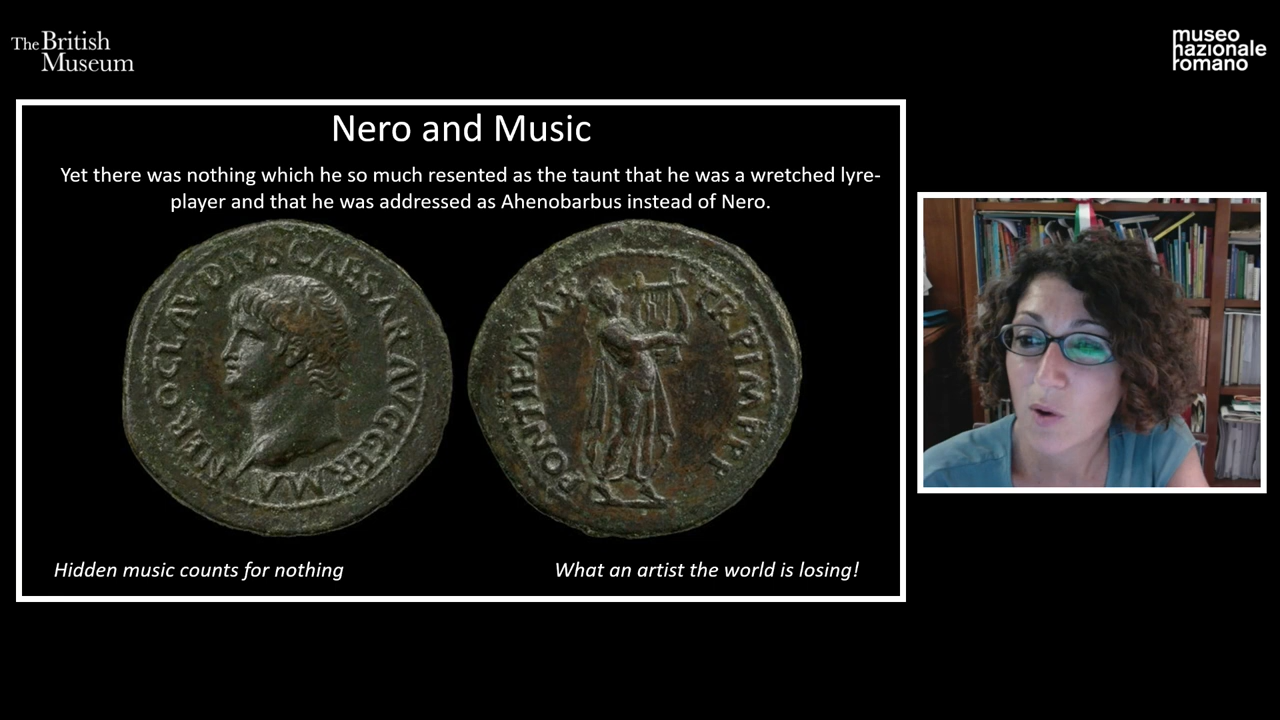 The British
Museum
museo
nazionale
romano
Nero and Music
Yet there was nothing which he so much resented as the taunt that he was a wretched lyre-
player and that he was addressed as Ahenobarbus instead of Nero.
NERO CLAVDIVS CAESAR AVG GERMA
PONTIF MAX TR P IMP P P
Hidden music counts for nothing
What an artist the world is losing!